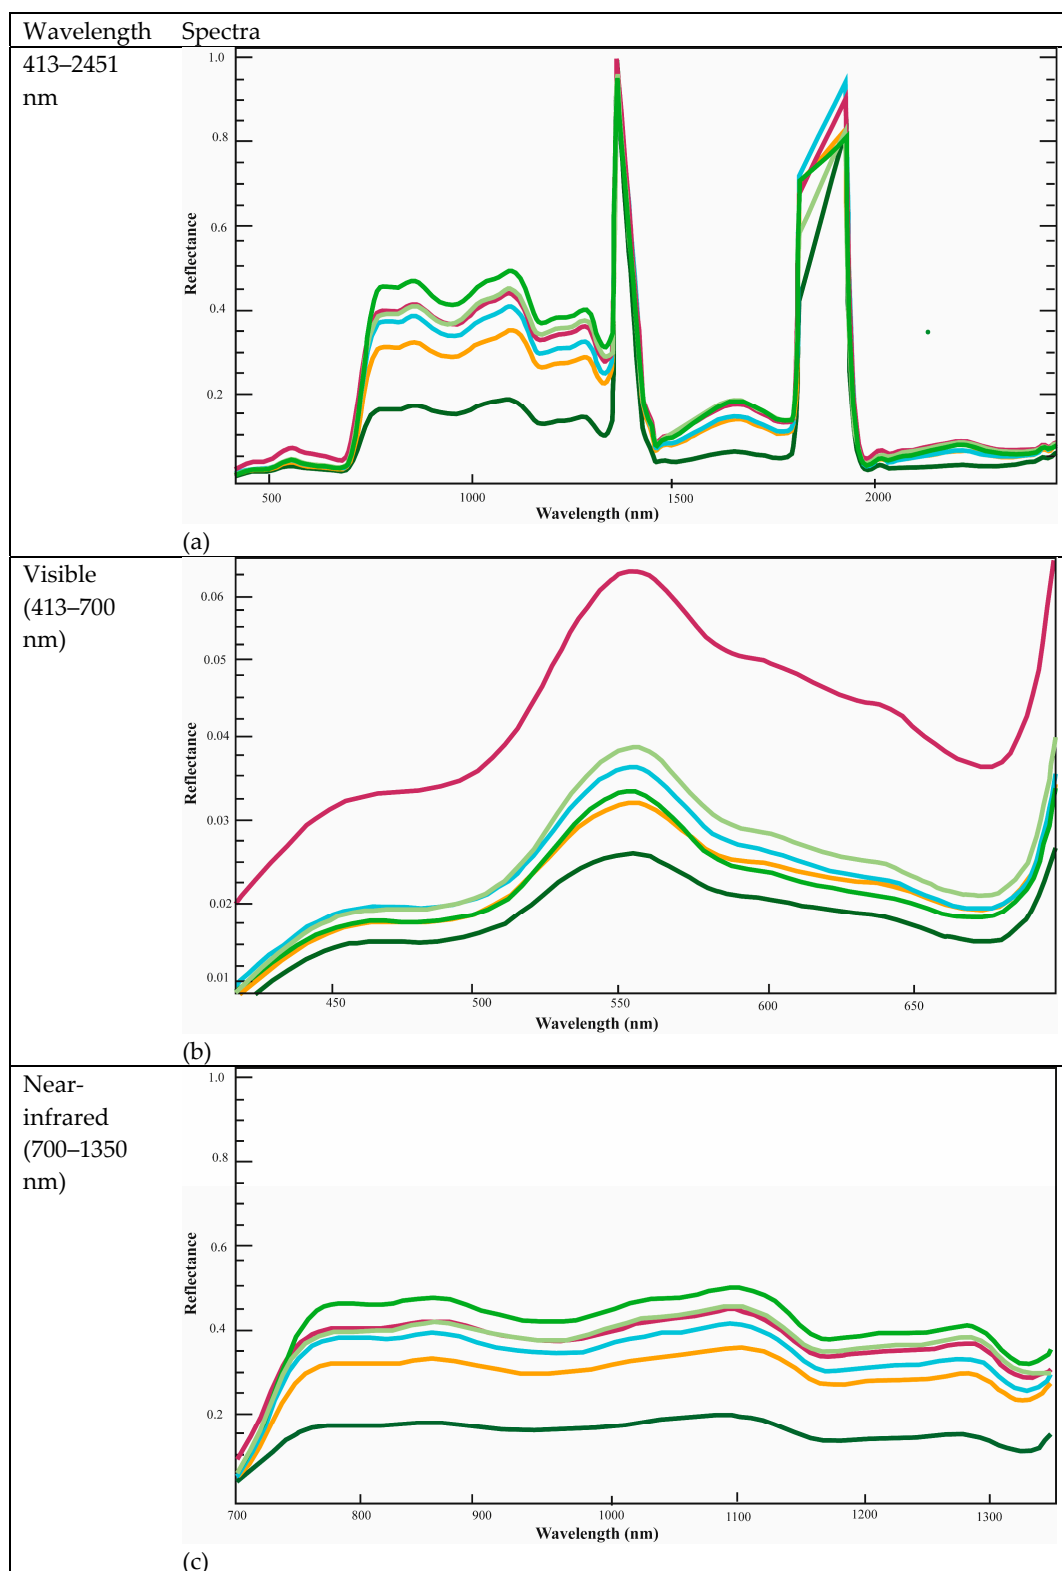 Wavelength Spectra
413–2451
nm
1.0
0.8
0.6
0.4
0.2
Reflectance
500 1000 1500 2000
Wavelength (nm)
(a)
Visible
(413–700
nm)
0.06
0.05
0.04
0.03
0.02
0.01
Reflectance
450 500 550 600 650
Wavelength (nm)
(b)
Near-
infrared
(700–1350
nm)
1.0
0.8
0.6
0.4
0.2
Reflectance
700 800 900 1000 1100 1200 1300
Wavelength (nm)
(c)